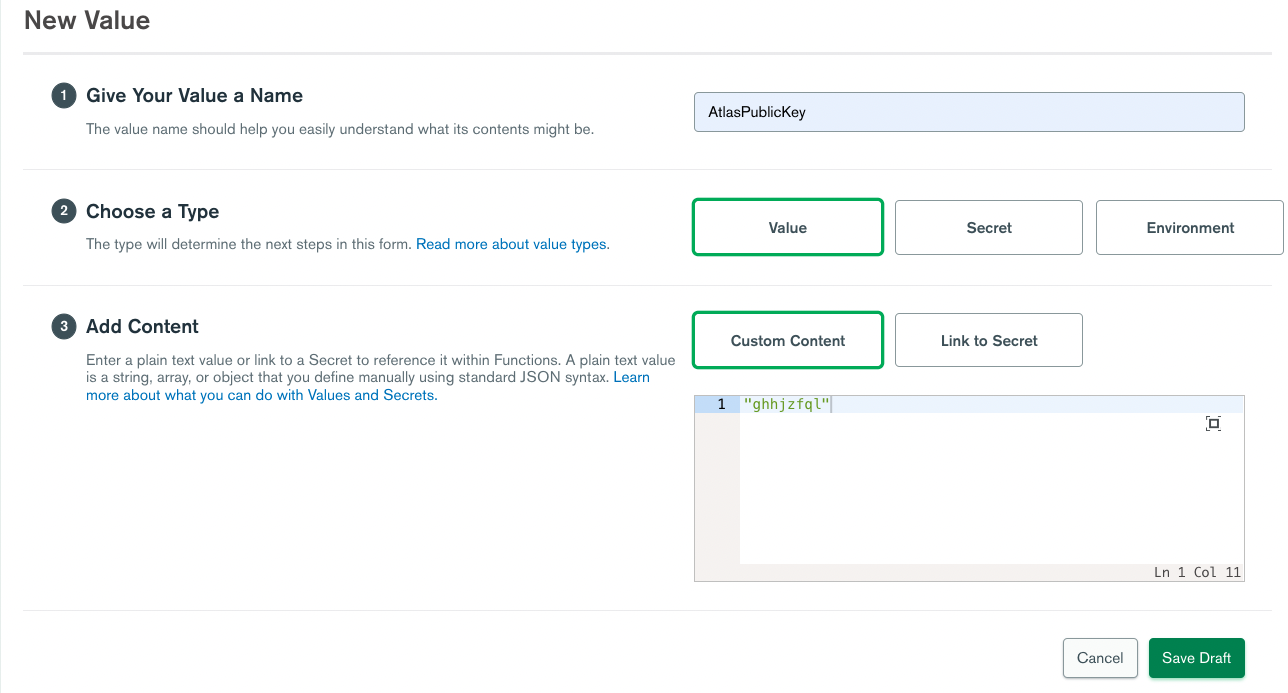 New Value
1 Give Your Value a Name
The value name should help you easily understand what its contents might be.
AtlasPublicKey
2 Choose a Type
The type will determine the next steps in this form. Read more about value types.
Value
Secret
Environment
3 Add Content
Enter a plain text value or link to a Secret to reference it within Functions. A plain text value
is a string, array, or object that you define manually using standard JSON syntax. Learn
more about what you can do with Values and Secrets.
Custom Content
Link to Secret
1 "ghhjzfql"
Ln 1 Col 11
Cancel
Save Draft